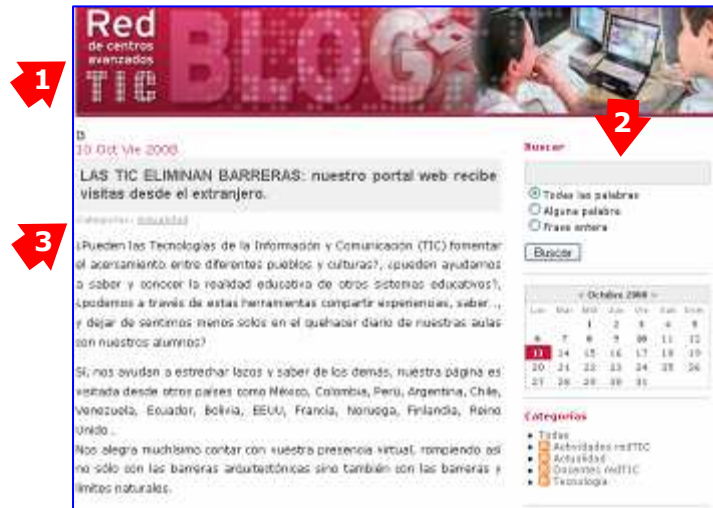 Red
de centros
avanzados
TIC
BLOG
1
2
3
10 Oct Vie 2008
LAS TIC ELIMINAN BARRERAS: nuestro portal web recibe
visitas desde el extranjero.
Categorías: Actualidad
¿Pueden las Tecnologías de la Información y Comunicación (TIC) fomentar
el acercamiento entre diferentes pueblos y culturas?, ¿pueden ayudarnos
a saber y conocer la realidad educativa de otros sistemas educativos?,
¿podemos a través de estas herramientas compartir experiencias, saber..,
y dejar de sentirnos menos solos en el quehacer diario de nuestras aulas
con nuestros alumnos?
Sí, nos ayudan a estrechar lazos y saber de los demás, nuestra página es
visitada desde otros países como México, Colombia, Perú, Argentina, Chile,
Venezuela, Ecuador, Bolivia, EEUU, Francia, Noruega, Finlandia, Reino
Unido..
Nos alegra muchísimo contar con vuestra presencia virtual, rompiendo así
no sólo con las barreras arquitectónicas sino también con las barreras y
límites naturales.
Buscar
Todas las palabras
Alguna palabra
Frase entera
Buscar
« Octubre 2008 »
Lun Mar Mié Jue Vie Sáb Dom
1 2 3 4 5
6 7 8 9 10 11 12
13 14 15 16 17 18 19
20 21 22 23 24 25 26
27 28 29 30 31
Categorías
Todas
Actividades redTIC
Actualidad
Docentes redTIC
Tecnología